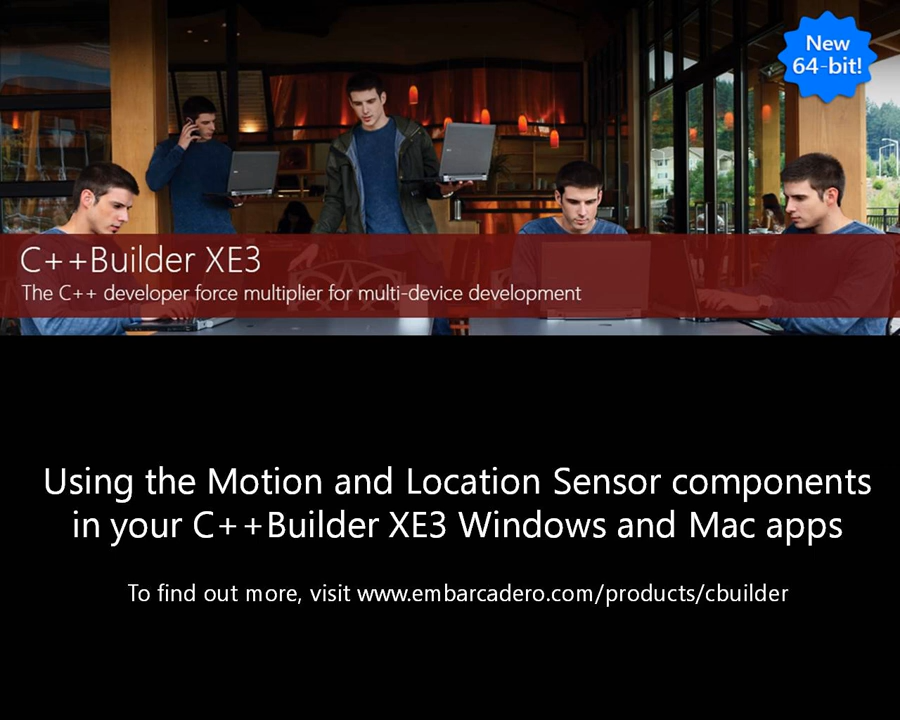 New
64-bit!
C++Builder XE3
The C++ developer force multiplier for multi-device development
Using the Motion and Location Sensor components
in your C++Builder XE3 Windows and Mac apps
To find out more, visit www.embarcadero.com/products/cbuilder